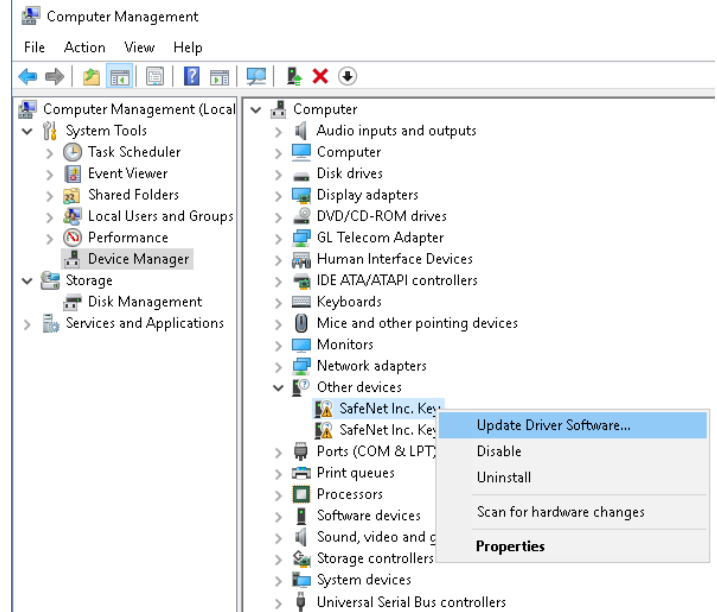 Computer Management
File Action View Help
Computer Management (Local
System Tools
Task Scheduler
Event Viewer
Shared Folders
Local Users and Groups
Performance
Device Manager
Storage
Disk Management
Services and Applications
Computer
Audio inputs and outputs
Computer
Disk drives
Display adapters
DVD/CD-ROM drives
GL Telecom Adapter
Human Interface Devices
IDE ATA/ATAPI controllers
Keyboards
Mice and other pointing devices
Monitors
Network adapters
Other devices
SafeNet Inc. Key
SafeNet Inc. Key
Ports (COM & LPT)
Print queues
Processors
Software devices
Sound, video and g
Storage controllers
System devices
Universal Serial Bus controllers
Update Driver Software...
Disable
Uninstall
Scan for hardware changes
Properties